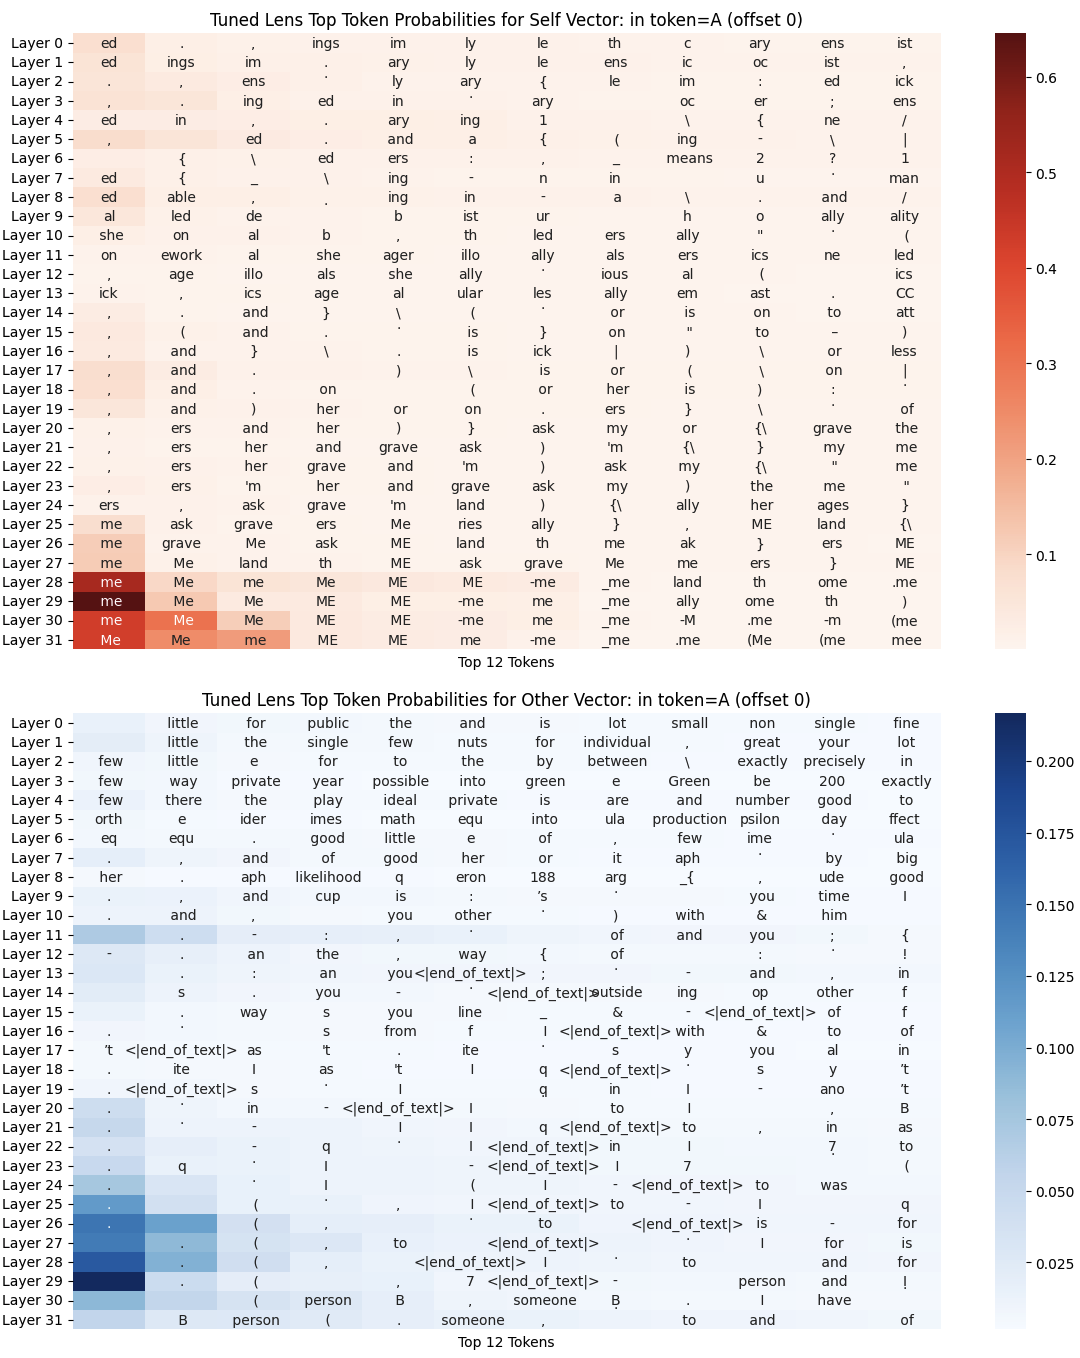 Tuned Lens Top Token Probabilities for Self Vector: in token=A (offset 0)
Layer 0 ed . , ings im ly le th c ary ens ist
Layer 1 ed ings im . ary ly le ens ic oc ist ,
Layer 2 . , ens ly ary { le im : ed ick
Layer 3 , . ing ed in ary oc er ; ens
Layer 4 ed in , . ary ing 1 \ { ne /
Layer 5 , ed . and a { ( ing - \ |
Layer 6 { \ ed ers : , _ means 2 ? 1
Layer 7 ed { _ \ ing - n in u man
Layer 8 ed able , . ing in - a \ . and /
Layer 9 al led de b ist ur h o ally ality
Layer 10 she on al b , th led ers ally " (
Layer 11 on ework al she ager illo ally als ers ics ne led
Layer 12 , age illo als she ally ious al ( ics
Layer 13 ick , ics age al ular les ally em ast . CC
Layer 14 , . and } \ ( or is on to att
Layer 15 , ( and . is } on " to – )
Layer 16 , and } \ . is ick | ) \ or less
Layer 17 , and . ) \ is or ( \ on |
Layer 18 , and . on ( or her is ) :
Layer 19 , and ) her or on . ers } \ of
Layer 20 , ers and her ) } ask my or {\ grave the
Layer 21 , ers her and grave ask ) 'm {\ } my me
Layer 22 , ers her grave and 'm ) ask my {\ " me
Layer 23 , ers 'm her and grave ask my ) the me "
Layer 24 ers , ask grave 'm land ) {\ ally her ages }
Layer 25 me ask grave ers Me ries ally } , ME land {\
Layer 26 me grave Me ask ME land th me ak } ers ME
Layer 27 me Me land th ME ask grave Me me ers } ME
Layer 28 me Me me Me ME ME -me _me land th ome .me
Layer 29 me Me Me ME ME -me me _me ally ome th )
Layer 30 me Me Me ME ME -me me _me -M .me -m (me
Layer 31 Me Me me ME ME me -me _me .me (Me (me mee
Top 12 Tokens
0.6
0.5
0.4
0.3
0.2
0.1
Tuned Lens Top Token Probabilities for Other Vector: in token=A (offset 0)
Layer 0 little for public the and is lot small non single fine
Layer 1 little the single few nuts for individual , great your lot
Layer 2 few little e for to the by between \ exactly precisely in
Layer 3 few way private year possible into green e Green be 200 exactly
Layer 4 few there the play ideal private is are and number good to
Layer 5 orth e ider imes math equ into ula production psilon day ffect
Layer 6 eq equ . good little e of , few ime ula
Layer 7 . , and of good her or it aph by big
Layer 8 her . aph likelihood q eron 188 arg _{ , ude good
Layer 9 . , and cup is : ’s you time I
Layer 10 . and , you other ) with & him
Layer 11 . - : , of and you ; {
Layer 12 - . an the , way { of : !
Layer 13 . : an you <|end_of_text|> ; - and , in
Layer 14 s . you - <|end_of_text|> outside ing op other f
Layer 15 . way s you line _ & - <|end_of_text|> of f
Layer 16 . s from f I <|end_of_text|> with & to of
Layer 17 ’t <|end_of_text|> as 't . ite s y you al in
Layer 18 . ite I as 't I q <|end_of_text|> s y ’t
Layer 19 . <|end_of_text|> s I q in I - ano ’t
Layer 20 . in - <|end_of_text|> I to I , B
Layer 21 . - I I q <|end_of_text|> to , in as
Layer 22 . - q I <|end_of_text|> in I 7 to
Layer 23 . q I - <|end_of_text|> I 7 (
Layer 24 . I ( I - <|end_of_text|> to was
Layer 25 . ( , I <|end_of_text|> to - I q
Layer 26 . ( , to <|end_of_text|> is - for
Layer 27 . ( , to <|end_of_text|> I for is
Layer 28 . ( , <|end_of_text|> I to and for
Layer 29 . ( , 7 <|end_of_text|> - person and !
Layer 30 ( person B , someone B . I have
Layer 31 B person ( . someone , to and of
Top 12 Tokens
0.200
0.175
0.150
0.125
0.100
0.075
0.050
0.025